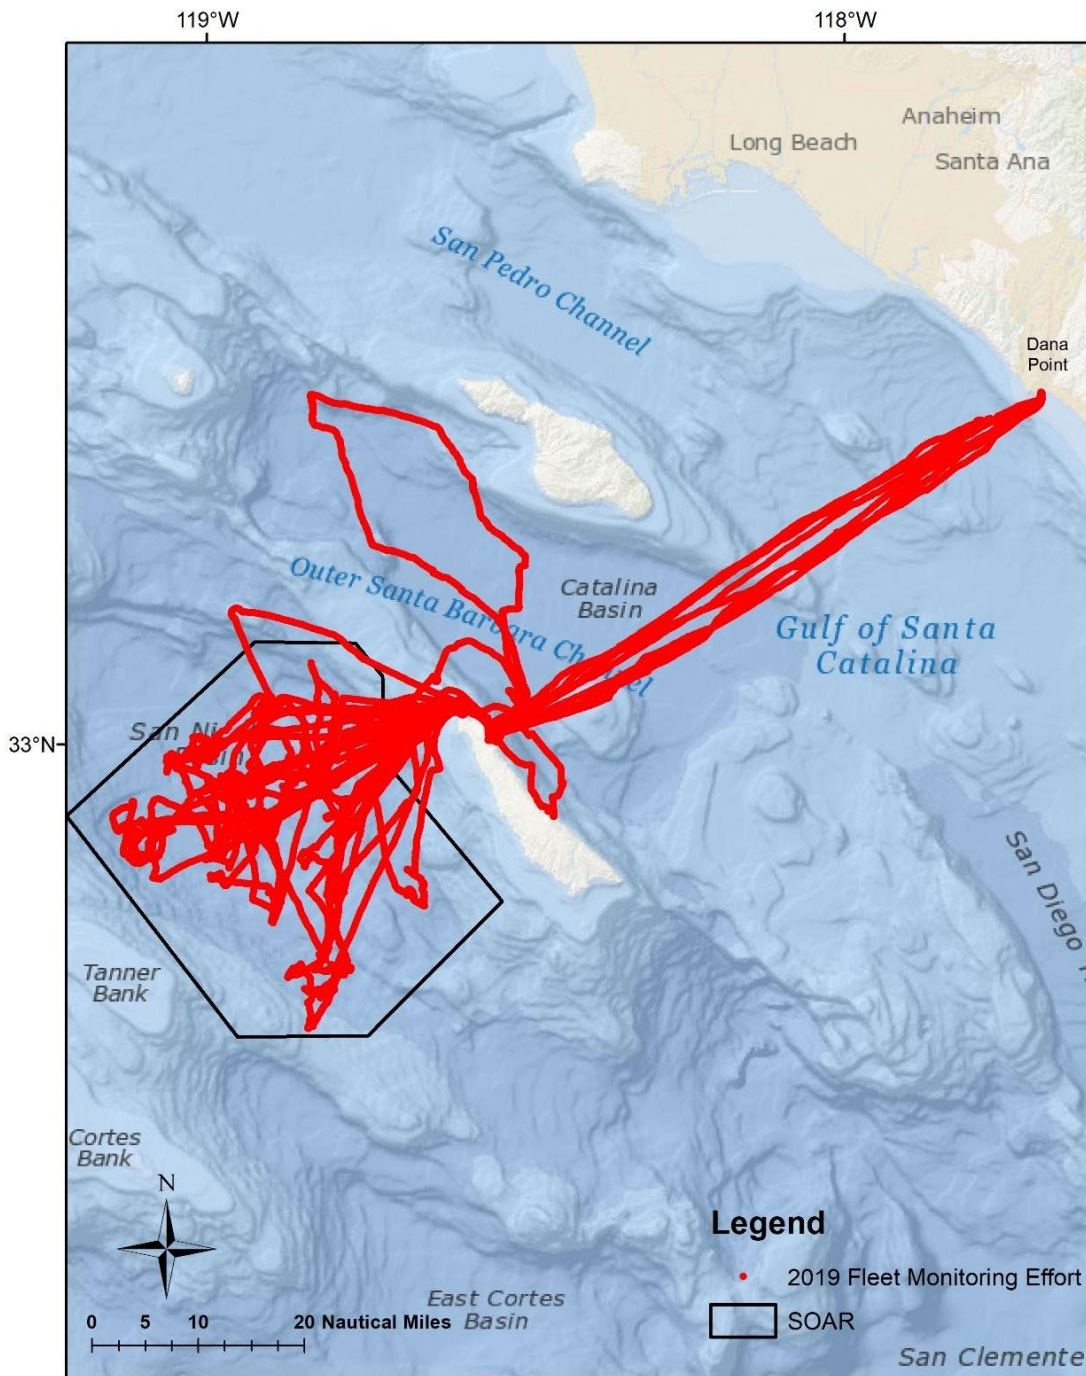 119°W
118°W
Anaheim
Long Beach
Santa Ana
San Pedro Channel
Dana
Point
Outer Santa Barbara Channel
Catalina
Basin
Gulf of Santa
Catalina
33°N
San Diego
Tanner
Bank
Cortes
Bank
N
Legend
2019 Fleet Monitoring Effort
SOAR
0 5 10 20 Nautical Miles
East Cortes
Basin
San Clemente